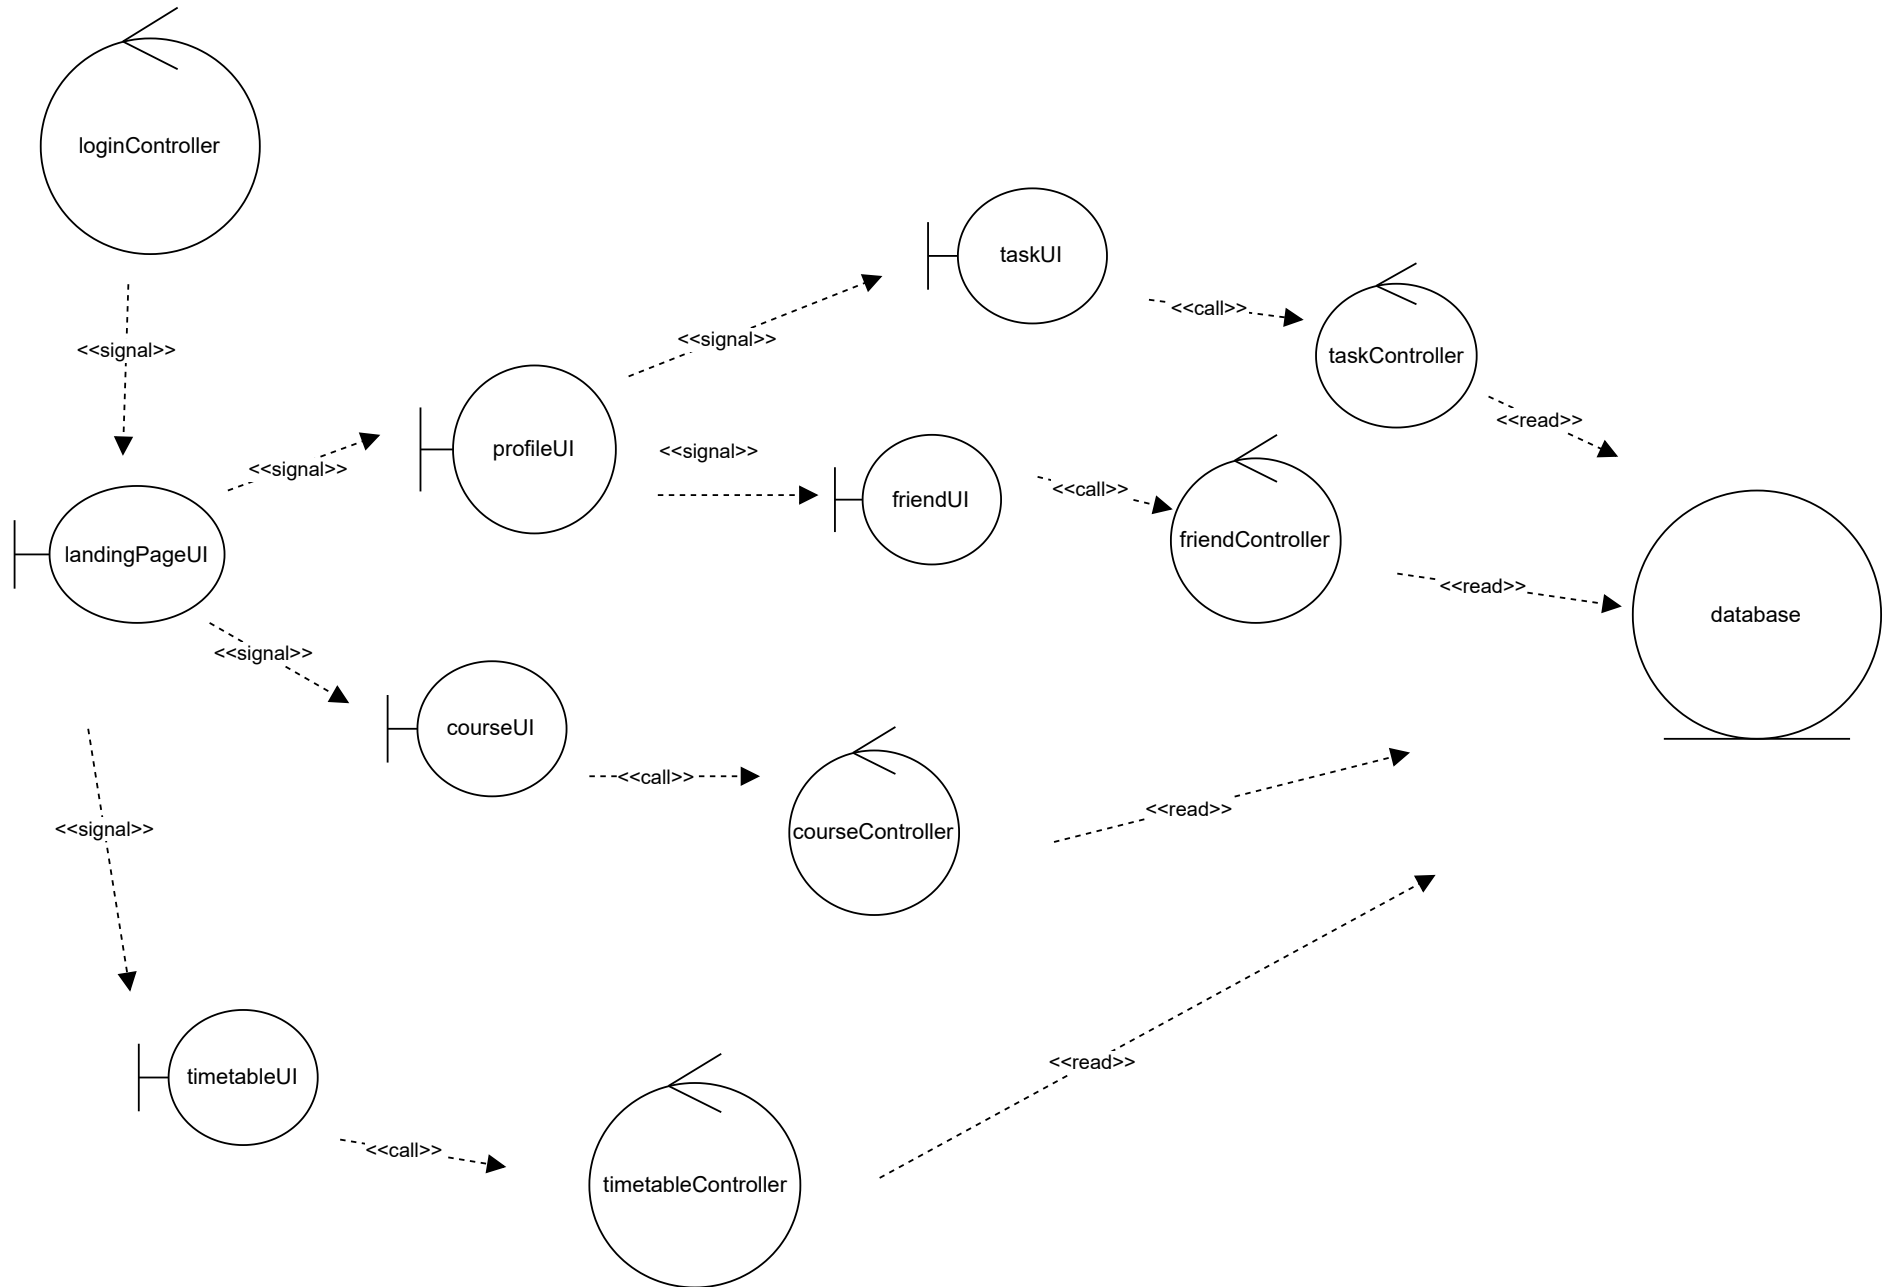 loginController
taskUI
<<call>>
<<signal>>
<<signal>>
taskController
<<read>>
<<signal>>
profileUI
<<signal>>
friendUI
<<call>>
friendController
landingPageUI
<<read>>
database
<<signal>>
courseUI
<<call>>
<<read>>
<<signal>>
courseController
<<read>>
timetableUI
<<call>>
timetableController